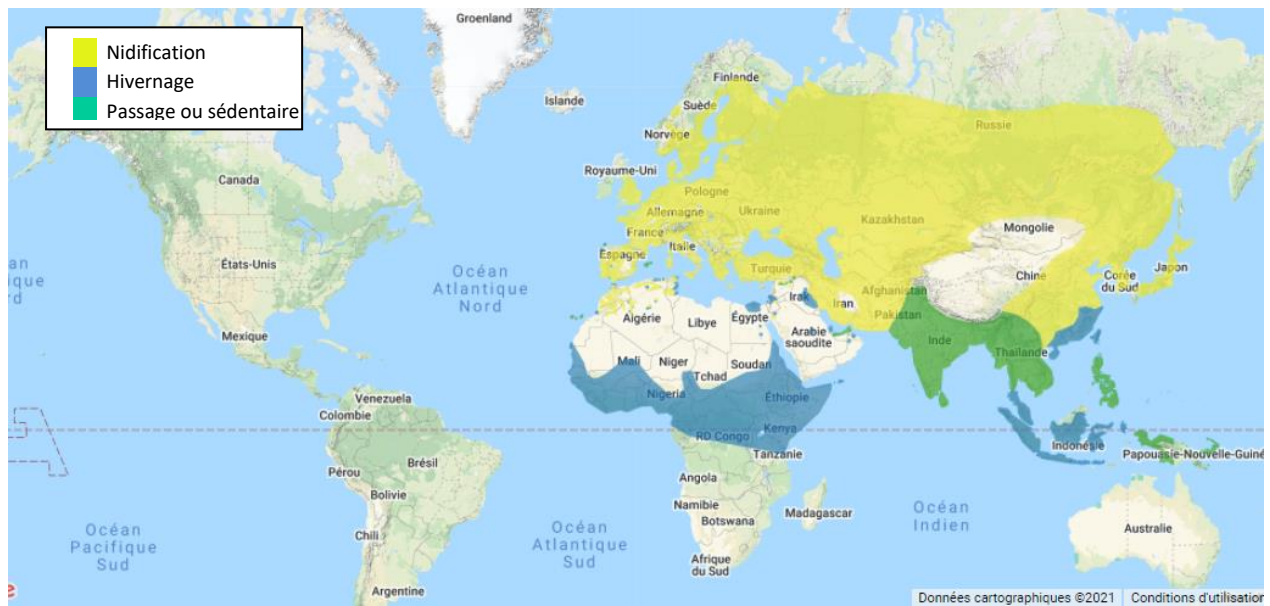 Nidification
Hivernage
Passage ou sédentaire
Groenland
Islande
Finlande
Suède
Norvège
Russie
Royaume-Uni
Pologne
Allemagne
Ukraine
France
Kazakhstan
Mongolie
Espagne
Italie
Turquie
Chine
Corée
du Sud
Japon
Canada
États-Unis
Océan
Atlantique
Nord
Mexique
Afghanistan
Pakistan
Irak
Iran
Algérie
Libye
Égypte
Arabie
saoudite
Inde
Thaïlande
Mali
Niger
Tchad
Soudan
Nigeria
Éthiopie
Venezuela
Colombie
RD Congo
Kenya
Tanzanie
Indonésie
Papouasie-Nouvelle-Guiné
Pérou
Brésil
Bolivie
Chili
Argentine
Angola
Namibie
Botswana
Madagascar
Afrique
du Sud
Océan
Indien
Australie
Océan
Pacifique
Sud
Océan
Atlantique
Sud
Données cartographiques ©2021
Conditions d'utilisation